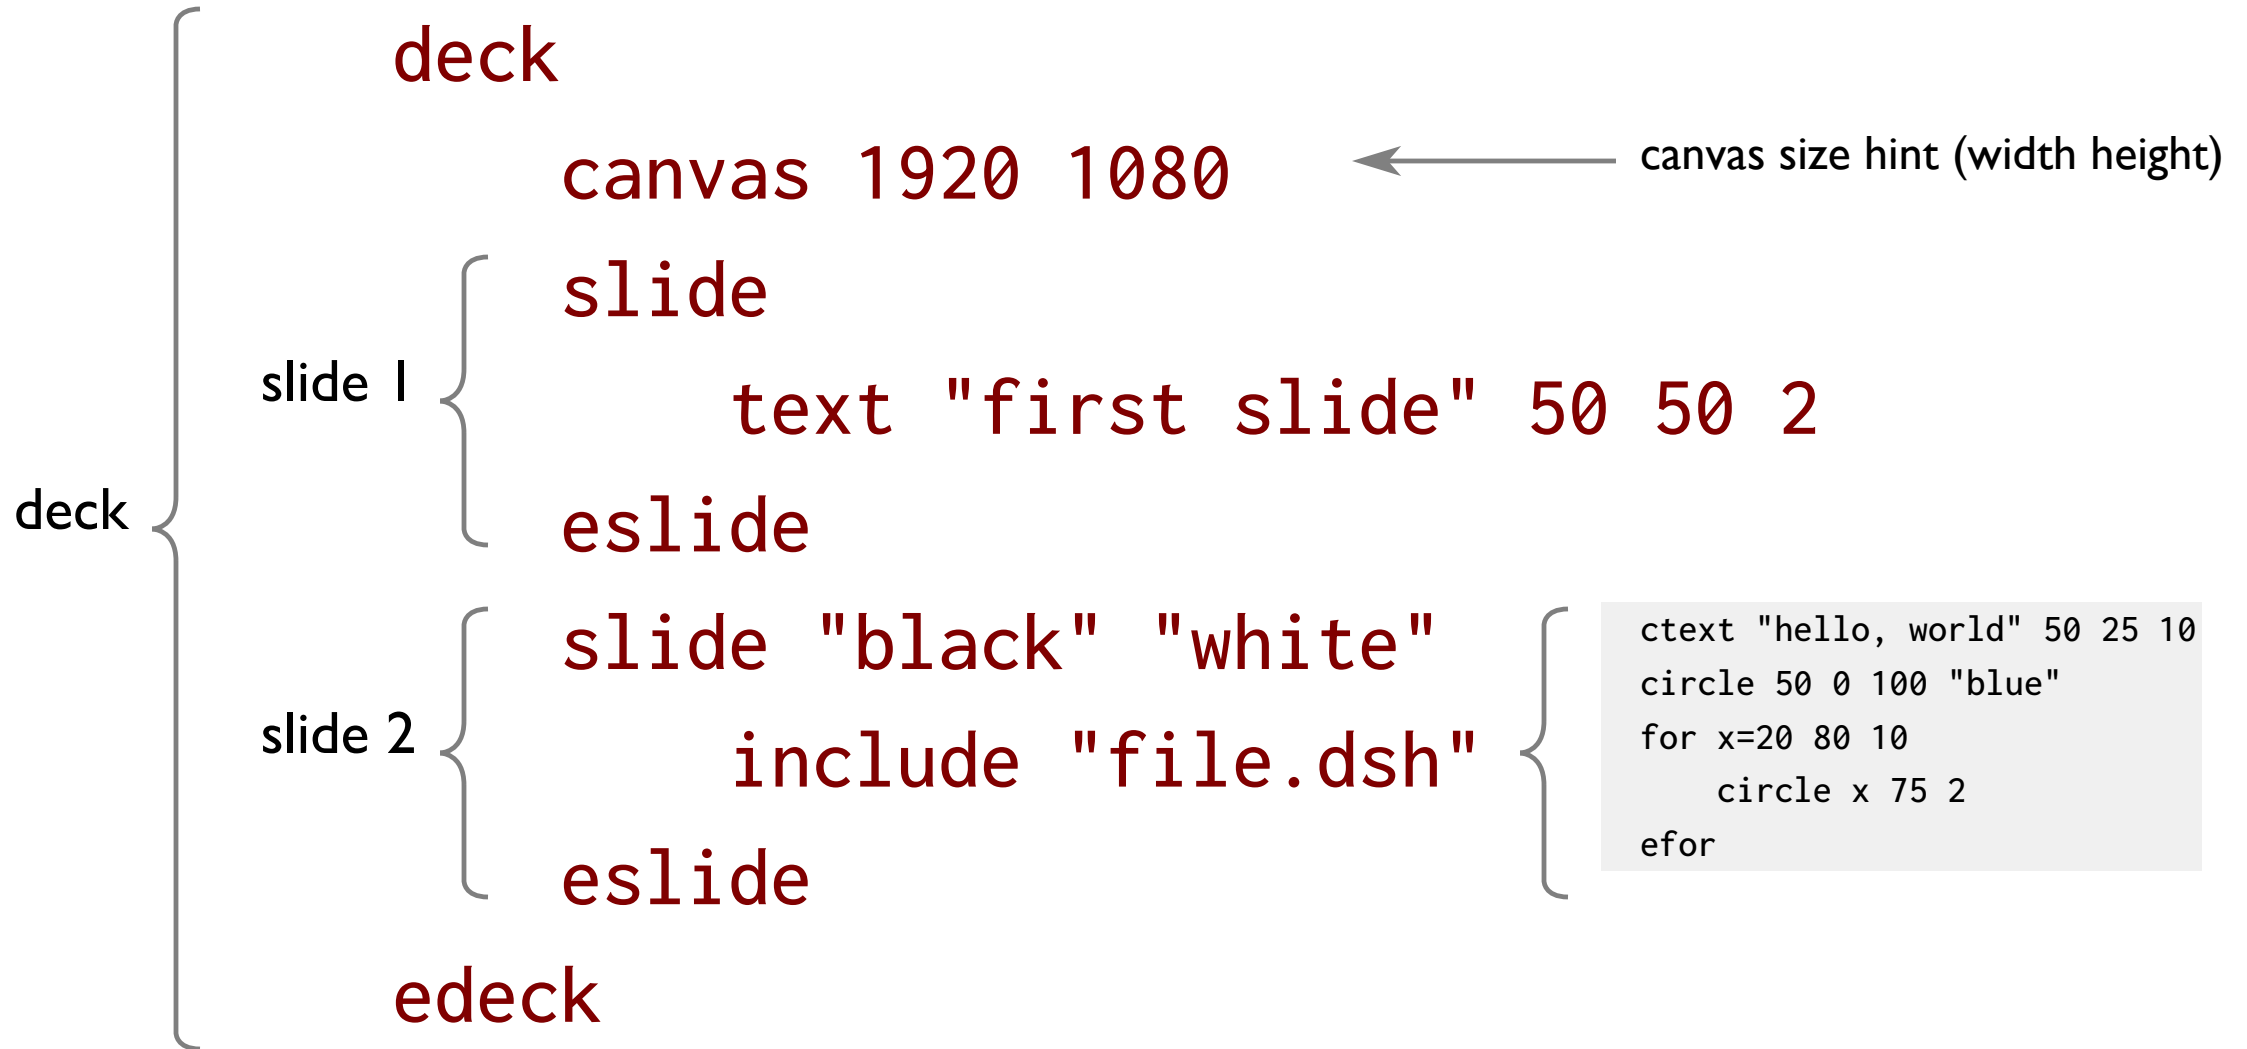 deck
canvas 1920 1080
canvas size hint (width height)
slide
slide 1
text "first slide" 50 50 2
deck
eslide
slide "black" "white"
slide 2
include "file.dsh"
ctext "hello, world" 50 25 10
circle 50 0 100 "blue"
for x=20 80 10
circle x 75 2
efor
eslide
edeck